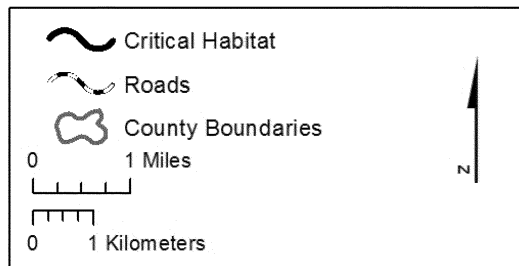 Critical Habitat
Roads
County Boundaries
0 1 Miles
0 1 Kilometers
N